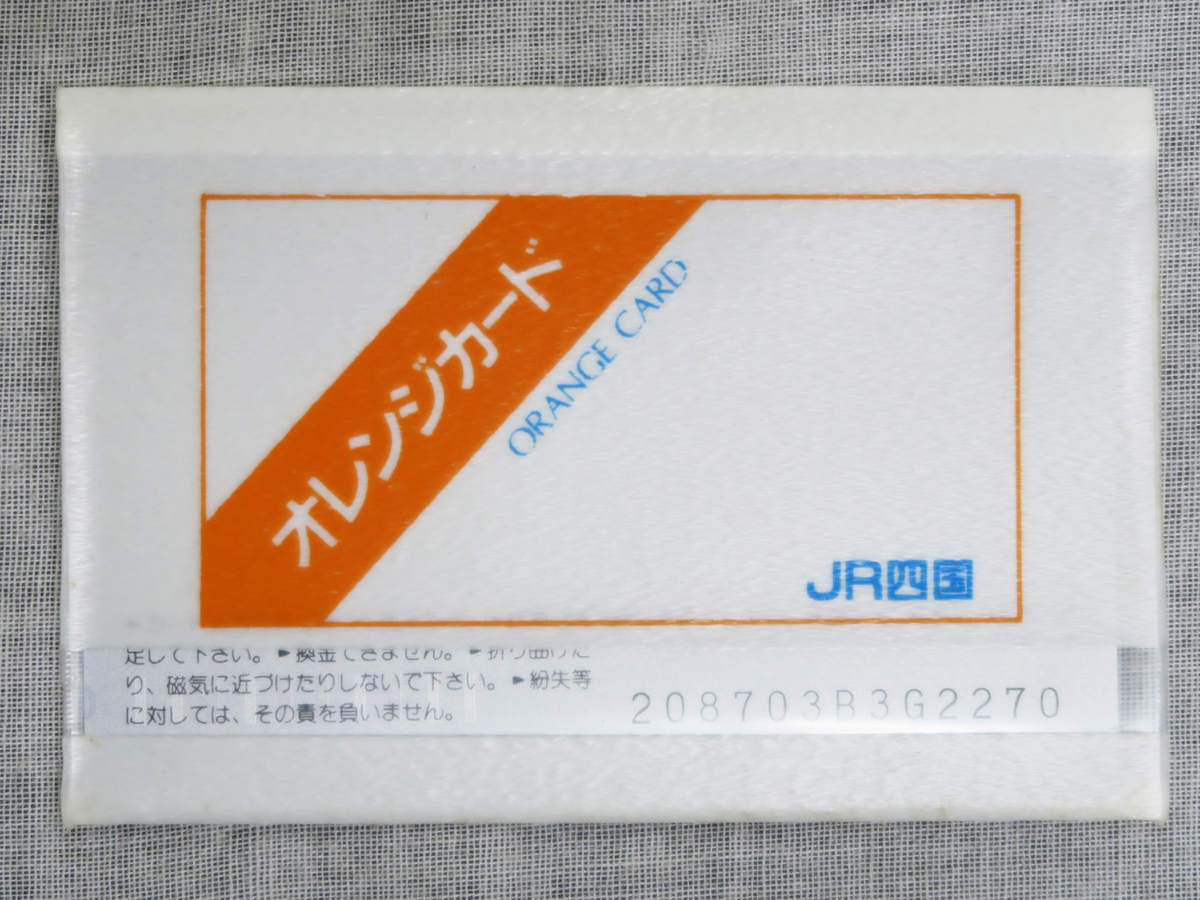 オレンジカード
ORANGE CARD
JR四国
足して下さい。►換金できません。►折り曲げた
り、磁気に近づけたりしないで下さい。►紛失等
に対しては、その責を負いません。
208703B3G2270